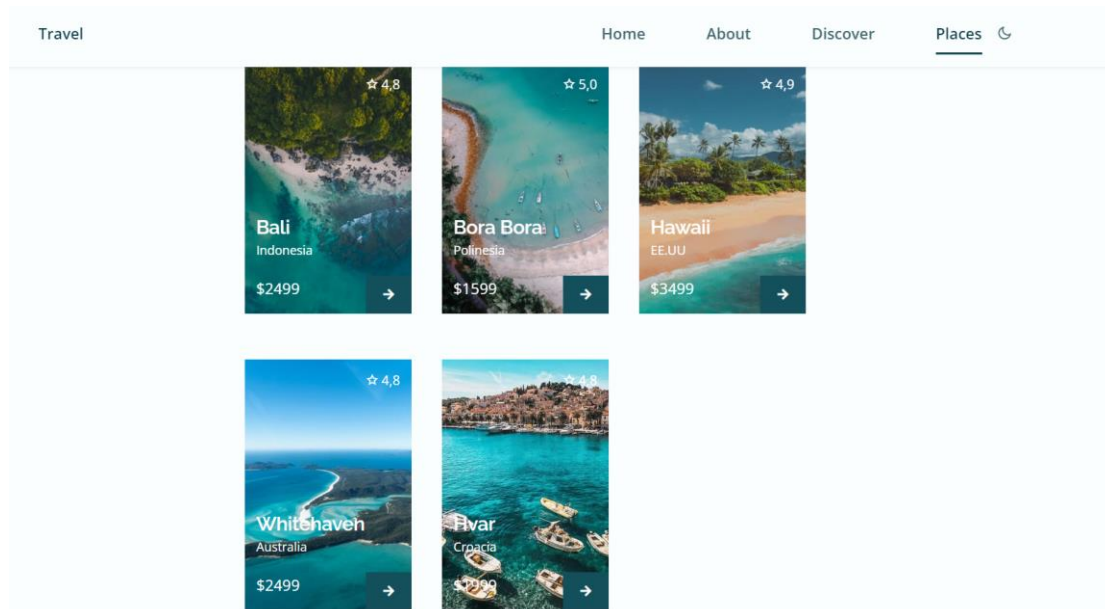 Travel Home About Discover Places
4,8
5,0
4,9
Bali
Indonesia
$2499
Bora Bora
Polinesia
$1599
Hawaii
EE.UU
$3499
4,8
4,8
Whitehaven
Australia
$2499
Hvar
Croacia
$1999